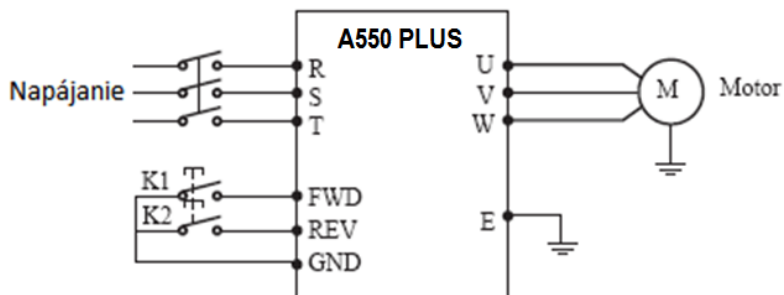 A550 PLUS
Napájanie
R
S
T
U
V
W
M
Motor
K1
K2
FWD
REV
GND
E